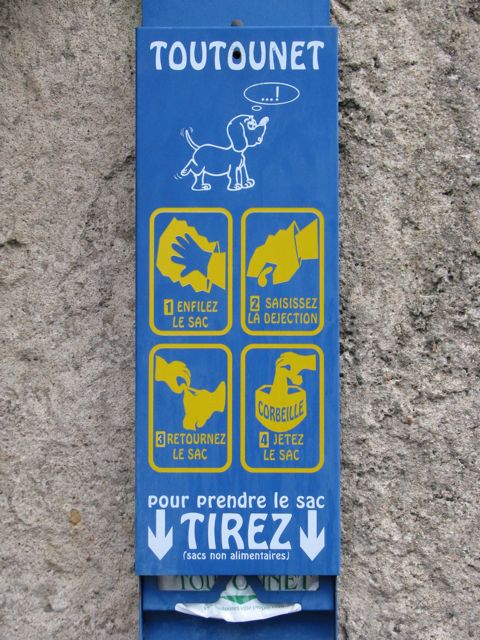 TOUTOUNET
...!
1 ENFILEZ
LE SAC
2 SAISISSEZ
LA DEJECTION
3 RETOURNEZ
LE SAC
CORBEILLE
4 JETEZ
LE SAC
pour prendre le sac
TIREZ
(sacs non alimentaires)
TOUTOUNET